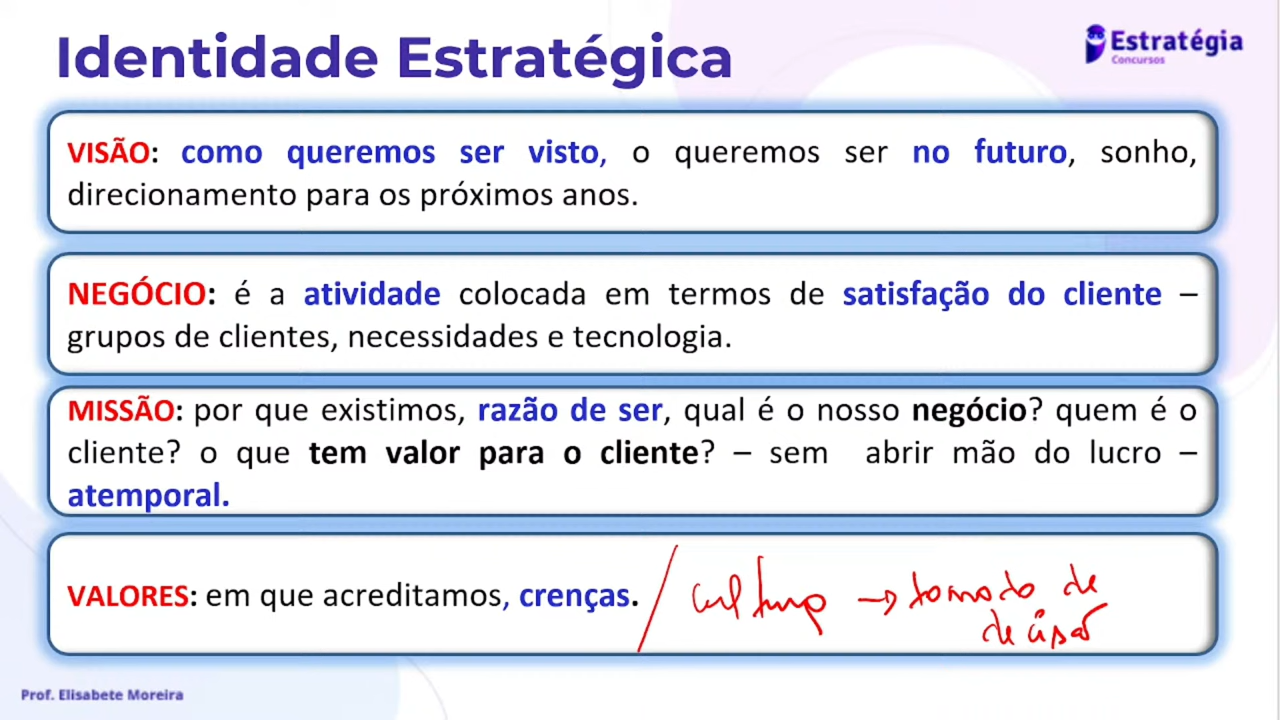 Identidade Estratégica
Estratégia
Concursos
VISÃO: como queremos ser visto, o queremos ser no futuro, sonho,
direcionamento para os próximos anos.
NEGÓCIO: é a atividade colocada em termos de satisfação do cliente –
grupos de clientes, necessidades e tecnologia.
MISSÃO: por que existimos, razão de ser, qual é o nosso negócio? quem é o
cliente? o que tem valor para o cliente? – sem abrir mão do lucro –
atemporal.
VALORES: em que acreditamos, crenças. / cultura → tomada de
decisão
Prof. Elisabete Moreira